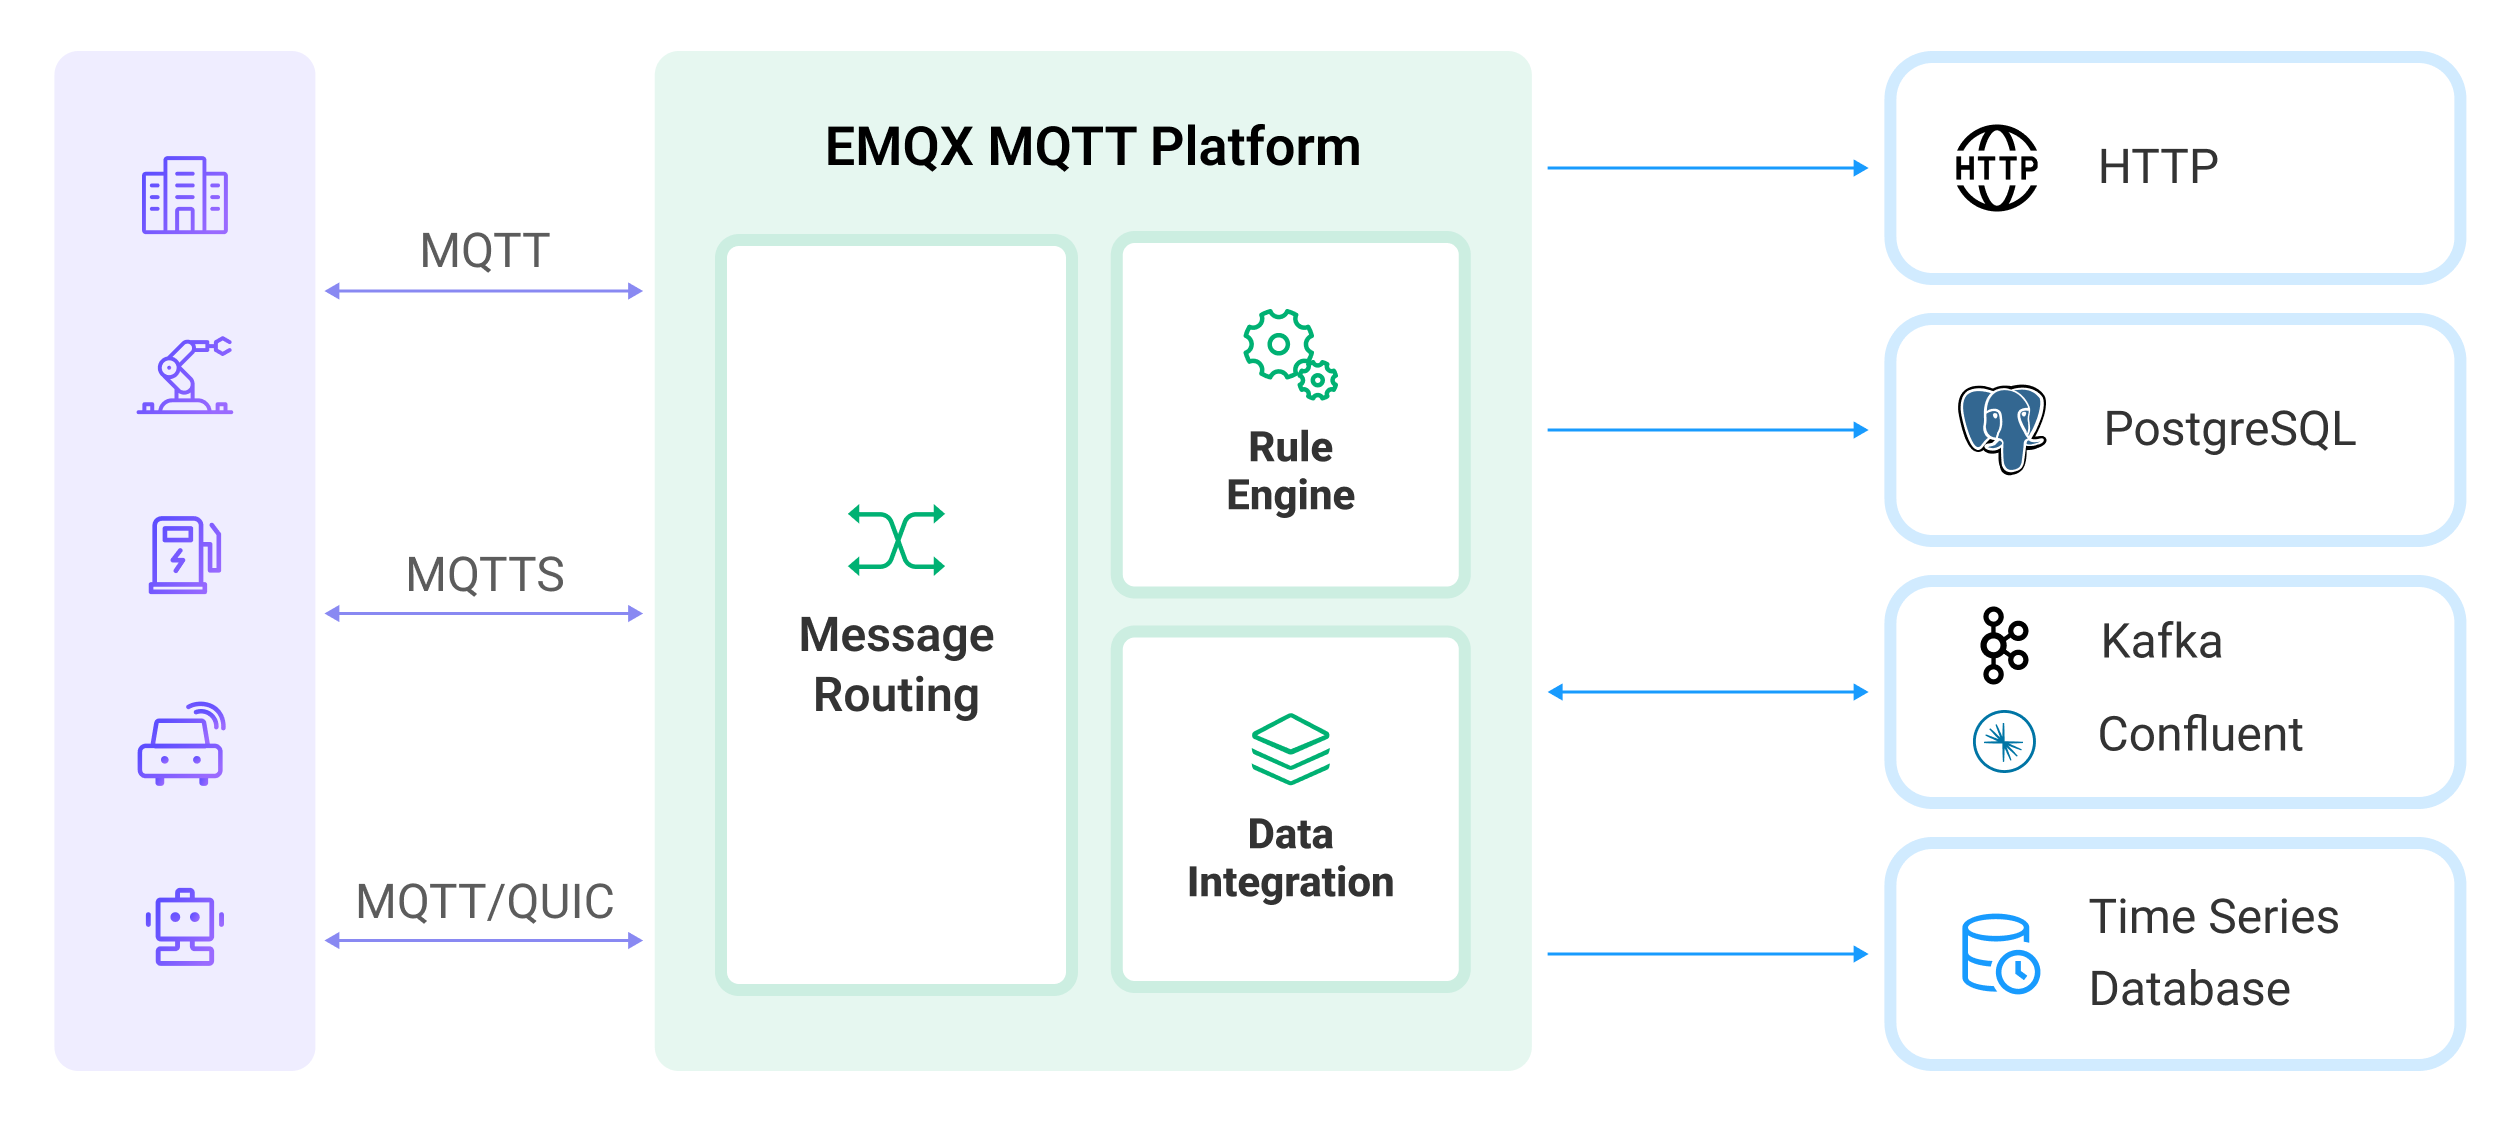 EMQX MQTT Platform
MQTT
MQTTS
MQTT/QUIC
Message
Routing
Rule
Engine
Data
Integration
HTTP
HTTP
PostgreSQL
Kafka
Confluent
Time Series
Database